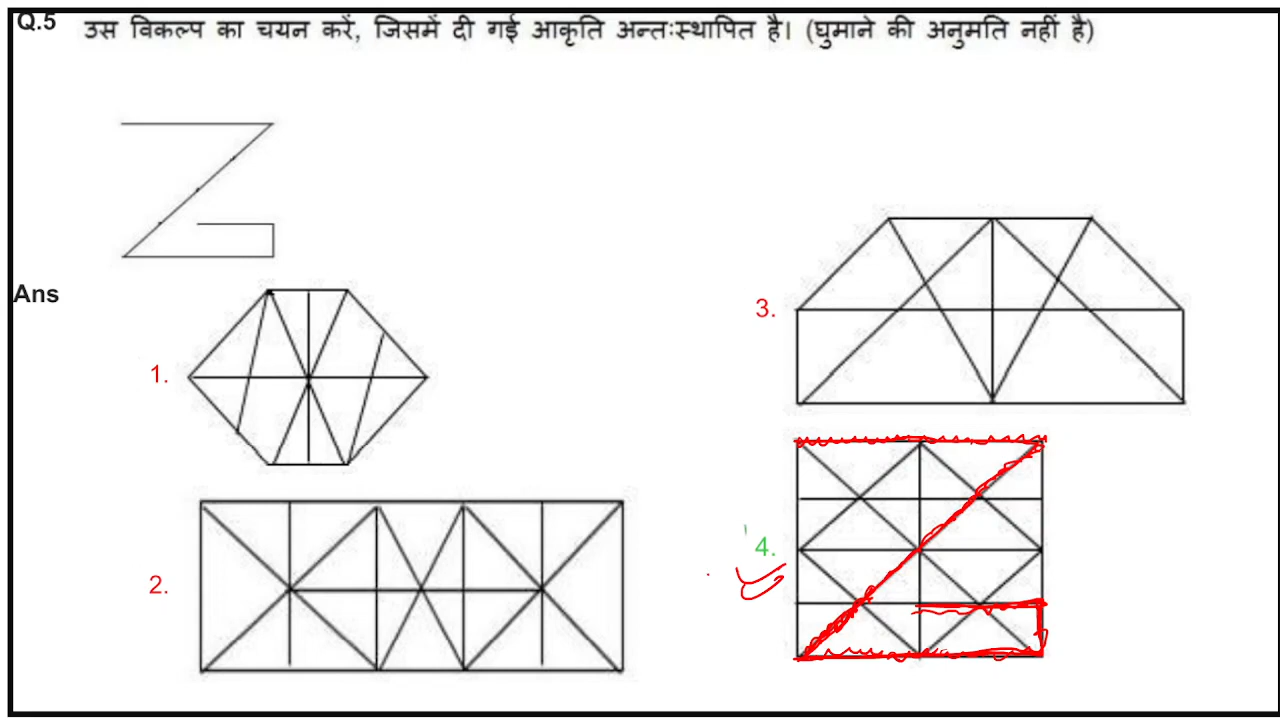 Q.5 उस विकल्प का चयन करें, जिसमें दी गई आकृति अन्तःस्थापित है। (घुमाने की अनुमति नहीं है)
Ans
1.
3.
2.
4.